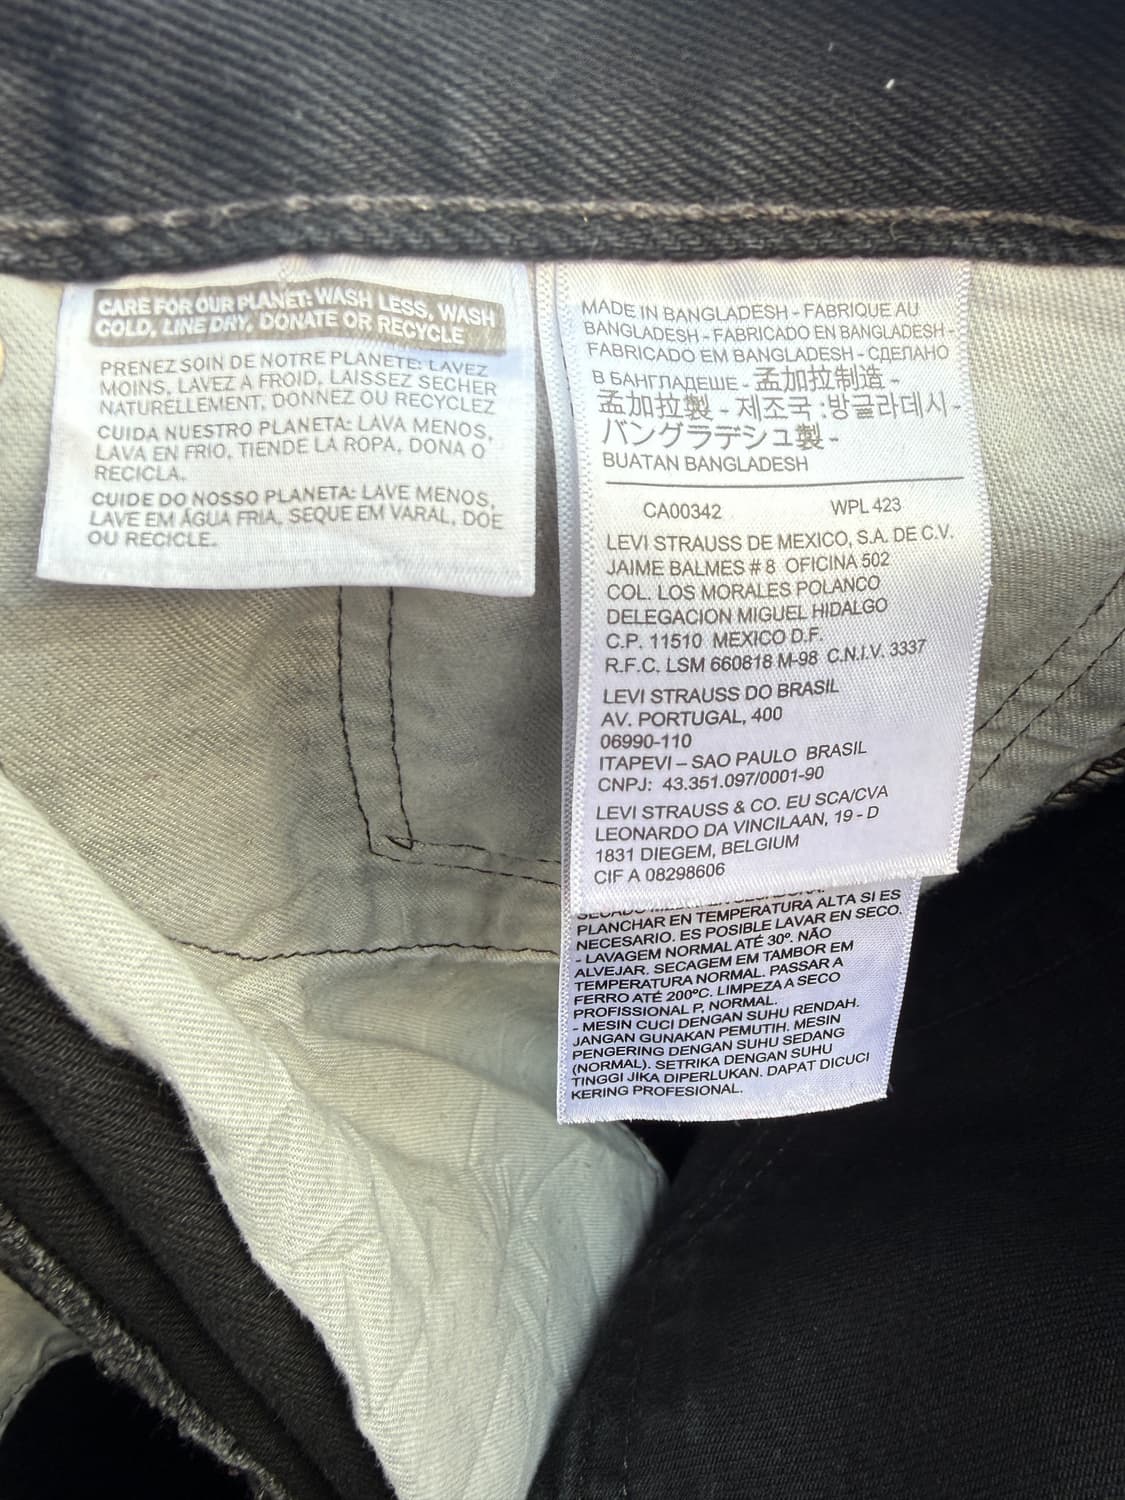 CARE FOR OUR PLANET: WASH LESS, WASH
COLD, LINE DRY, DONATE OR RECYCLE
PRENEZ SOIN DE NOTRE PLANETE: LAVEZ
MOINS, LAVEZ A FROID, LAISSEZ SECHER
NATURELLEMENT, DONNEZ OU RECYCLEZ
CUIDA NUESTRO PLANETA: LAVA MENOS,
LAVA EN FRIO, TIENDE LA ROPA, DONA O
RECICLA.
CUIDE DO NOSSO PLANETA: LAVE MENOS,
LAVE EM ÁGUA FRIA, SEQUE EM VARAL, DOE
OU RECICLE.
MADE IN BANGLADESH - FABRIQUE AU
BANGLADESH - FABRICADO EN BANGLADESH -
FABRICADO EM BANGLADESH - СДЕЛАНО
В БАНГЛАДЕШЕ - 孟加拉制造 -
孟加拉製 - 제조국 :방글라데시 -
バングラデシュ製 -
BUATAN BANGLADESH
CA00342 WPL 423
LEVI STRAUSS DE MEXICO, S.A. DE C.V.
JAIME BALMES # 8 OFICINA 502
COL. LOS MORALES POLANCO
DELEGACION MIGUEL HIDALGO
C.P. 11510 MEXICO D.F.
R.F.C. LSM 660818 M-98 C.N.I.V. 3337
LEVI STRAUSS DO BRASIL
AV. PORTUGAL, 400
06990-110
ITAPEVI – SAO PAULO BRASIL
CNPJ: 43.351.097/0001-90
LEVI STRAUSS & CO. EU SCA/CVA
LEONARDO DA VINCILAAN, 19 - D
1831 DIEGEM, BELGIUM
CIF A 08298606
PLANCHAR EN TEMPERATURA ALTA SI ES
NECESARIO. ES POSIBLE LAVAR EN SECO.
- LAVAGEM NORMAL ATÉ 30º. NÃO
ALVEJAR. SECAGEM EM TAMBOR EM
TEMPERATURA NORMAL. PASSAR A
FERRO ATÉ 200ºC. LIMPEZA A SECO
PROFISSIONAL P, NORMAL.
- MESIN CUCI DENGAN SUHU RENDAH.
JANGAN GUNAKAN PEMUTIH. MESIN
PENGERING DENGAN SUHU SEDANG
(NORMAL). SETRIKA DENGAN SUHU
TINGGI JIKA DIPERLUKAN. DAPAT DICUCI
KERING PROFESIONAL.